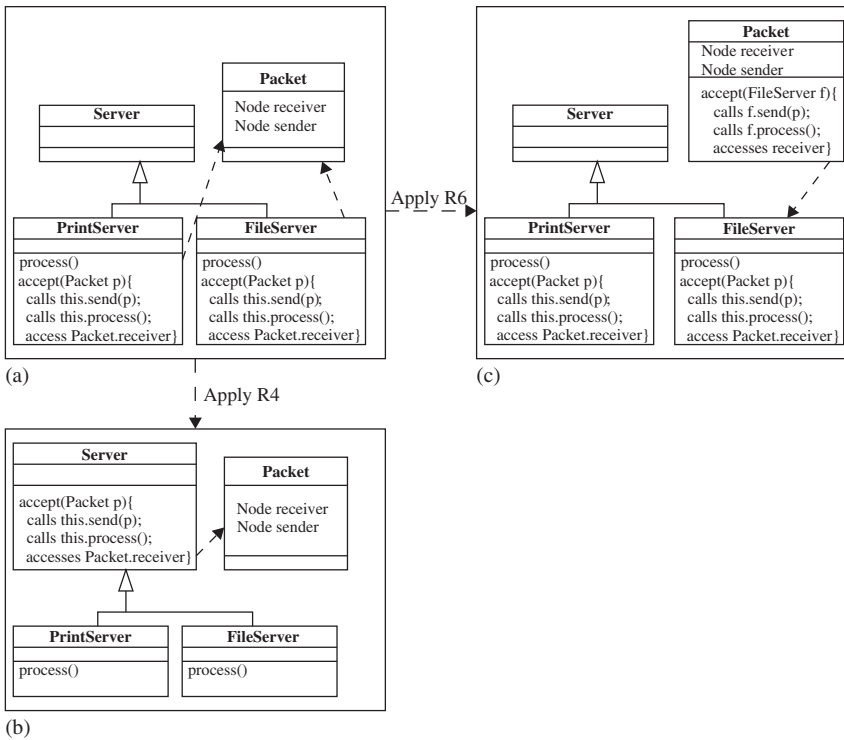 Packet
Node receiver
Node sender
Server
PrintServer
process()
accept(Packet p){
calls this.send(p);
calls this.process();
access Packet.receiver}
FileServer
process()
accept(Packet p){
calls this.send(p);
calls this.process();
access Packet.receiver}
(a)
Apply R6
Packet
Node receiver
Node sender
accept(FileServer f){
calls f.send(p);
calls f.process();
accesses receiver}
Server
PrintServer
process()
accept(Packet p){
calls this.send(p);
calls this.process();
access Packet.receiver}
FileServer
process()
accept(Packet p){
calls this.send(p);
calls this.process();
access Packet.receiver}
(c)
Apply R4
Server
accept(Packet p){
calls this.send(p);
calls this.process();
accesses Packet.receiver}
Packet
Node receiver
Node sender
PrintServer
process()
FileServer
process()
(b)